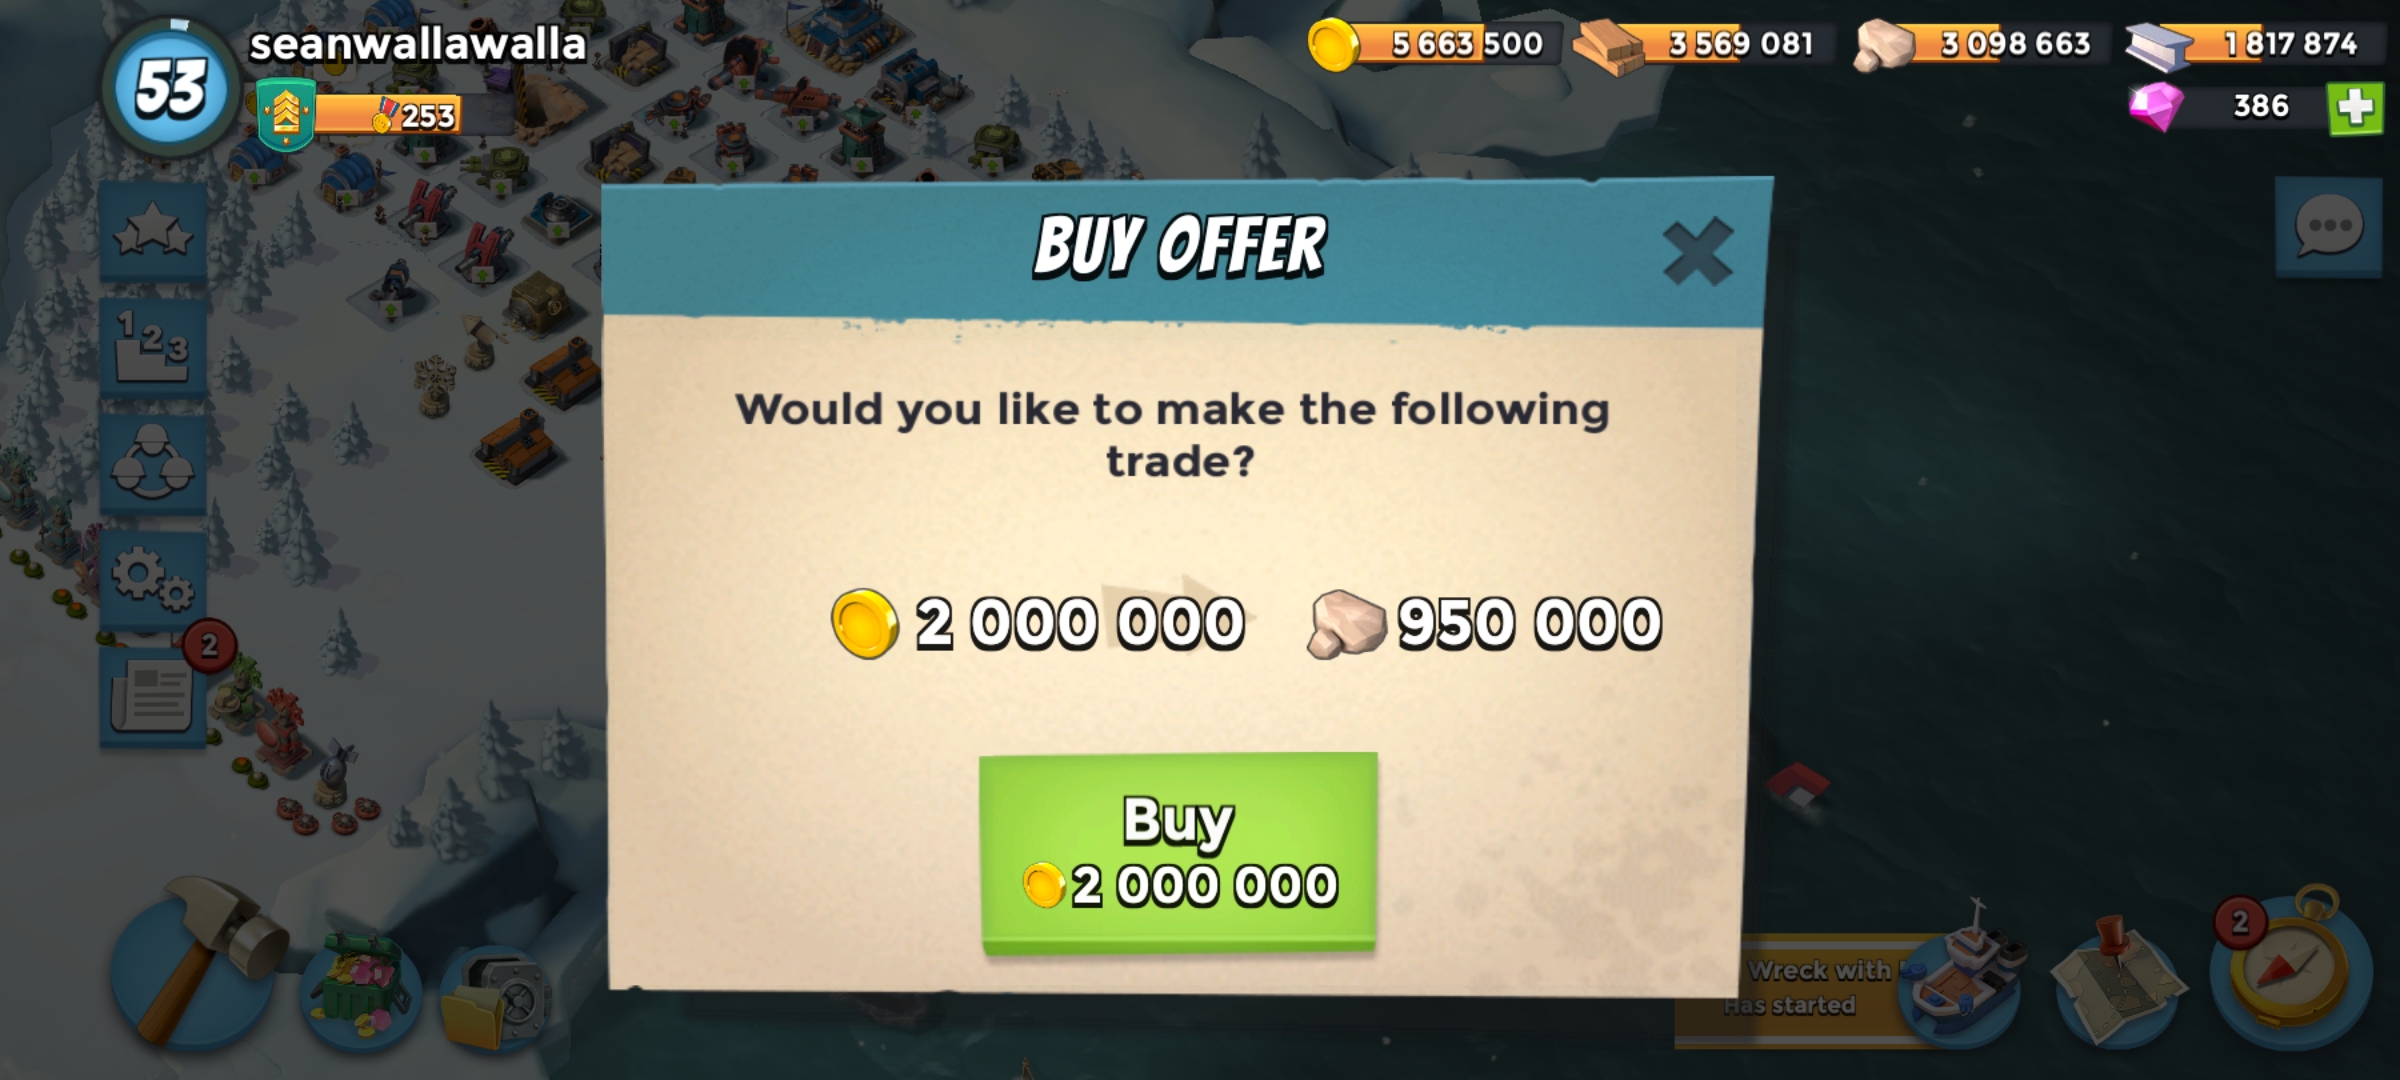 53
seanwallawalla
253
5 663 500
3 569 081
3 098 663
1 817 874
386
BUY OFFER
Would you like to make the following
trade?
2 000 000
950 000
Buy
2 000 000
1 2 3
2
Wreck with
Has started
2